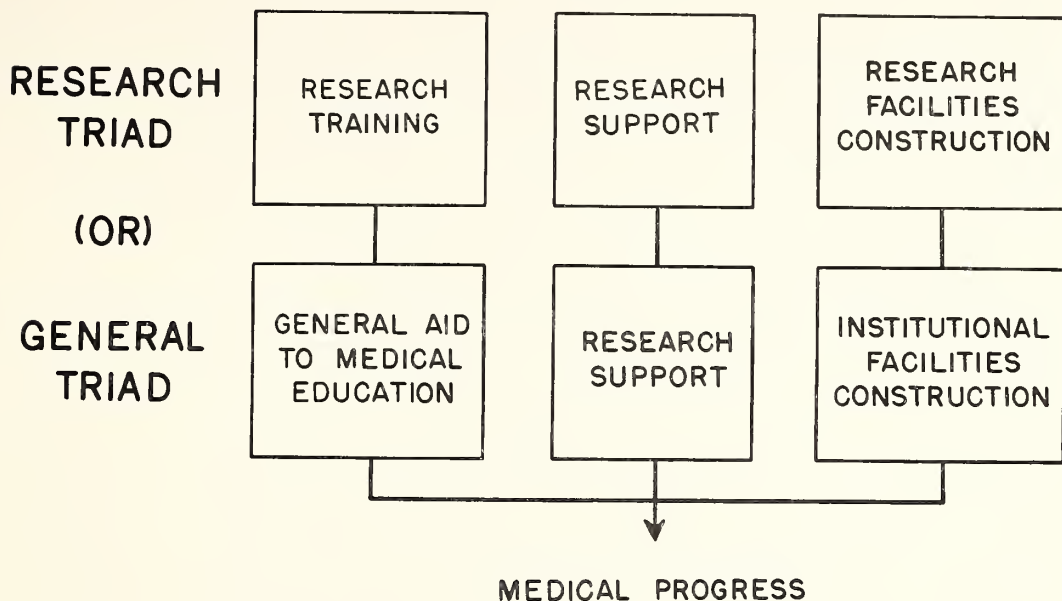 RESEARCH
TRIAD
RESEARCH
TRAINING
RESEARCH
SUPPORT
RESEARCH
FACILITIES
CONSTRUCTION
(OR)
GENERAL
TRIAD
GENERAL AID
TO MEDICAL
EDUCATION
RESEARCH
SUPPORT
INSTITUTIONAL
FACILITIES
CONSTRUCTION
MEDICAL PROGRESS